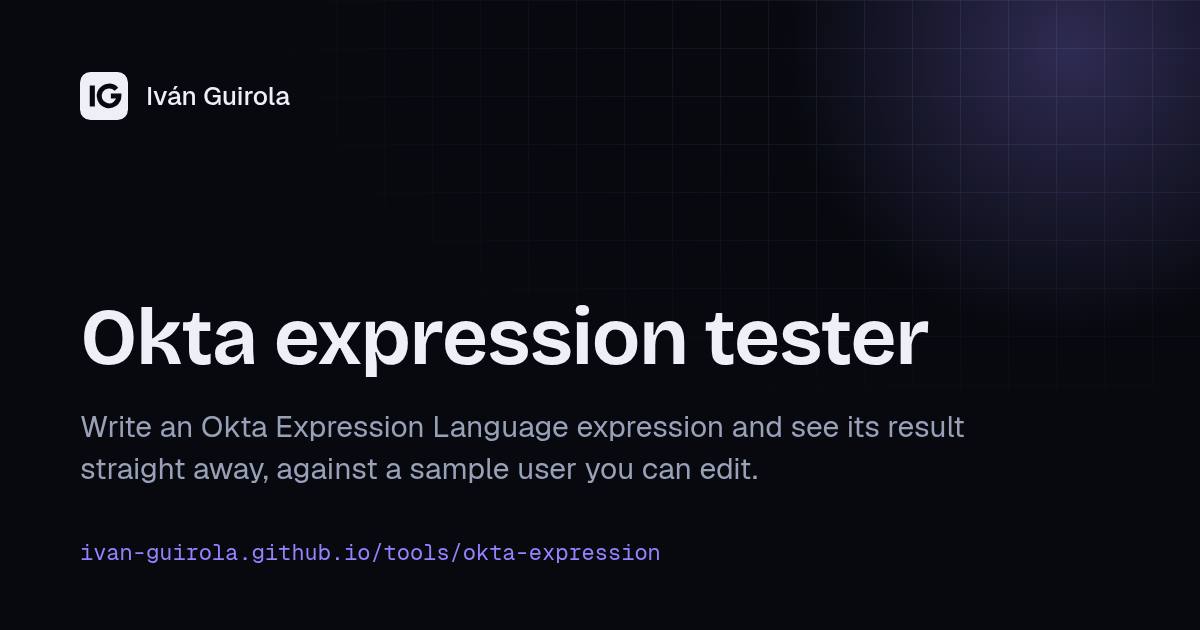 IG
Iván Guirola
Okta expression tester
Write an Okta Expression Language expression and see its result
straight away, against a sample user you can edit.
ivan-guirola.github.io/tools/okta-expression